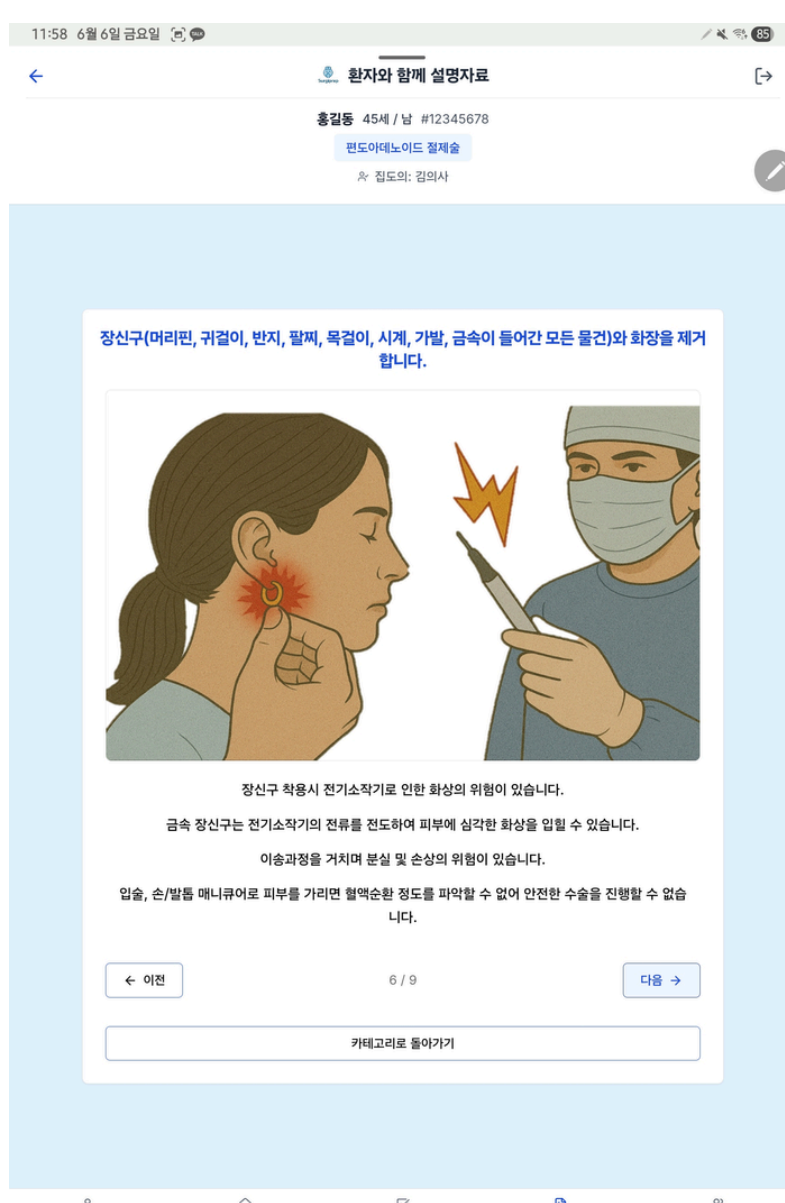 11:58 6월 6일 금요일
85
환자와 함께 설명자료
홍길동 45세 / 남 #12345678
편도아데노이드 절제술
집도의: 김의사
장신구(머리핀, 귀걸이, 반지, 팔찌, 목걸이, 시계, 가발, 금속이 들어간 모든 물건)와 화장을 제거
합니다.
장신구 착용시 전기소작기로 인한 화상의 위험이 있습니다.
금속 장신구는 전기소작기의 전류를 전도하여 피부에 심각한 화상을 입힐 수 있습니다.
이송과정을 거치며 분실 및 손상의 위험이 있습니다.
입술, 손/발톱 매니큐어로 피부를 가리면 혈액순환 정도를 파악할 수 없어 안전한 수술을 진행할 수 없습
니다.
← 이전
6 / 9
다음 →
카테고리로 돌아가기